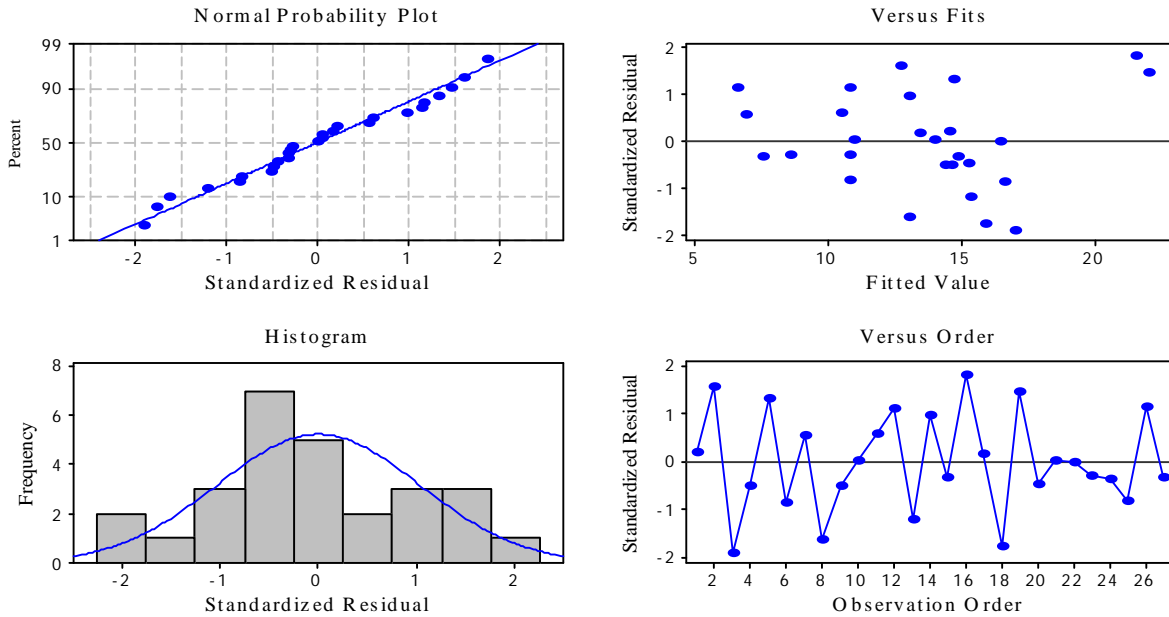 Normal Probability Plot
99
90
50
10
1
Percent
-2
-1
0
1
2
Standardized Residual
Versus Fits
2
1
0
-1
-2
Standardized Residual
5
10
15
20
Fitted Value
Histogram
8
6
4
2
0
Frequency
-2
-1
0
1
2
Standardized Residual
Versus Order
2
1
0
-1
-2
Standardized Residual
2 4 6 8 10 12 14 16 18 20 22 24 26
Observation Order